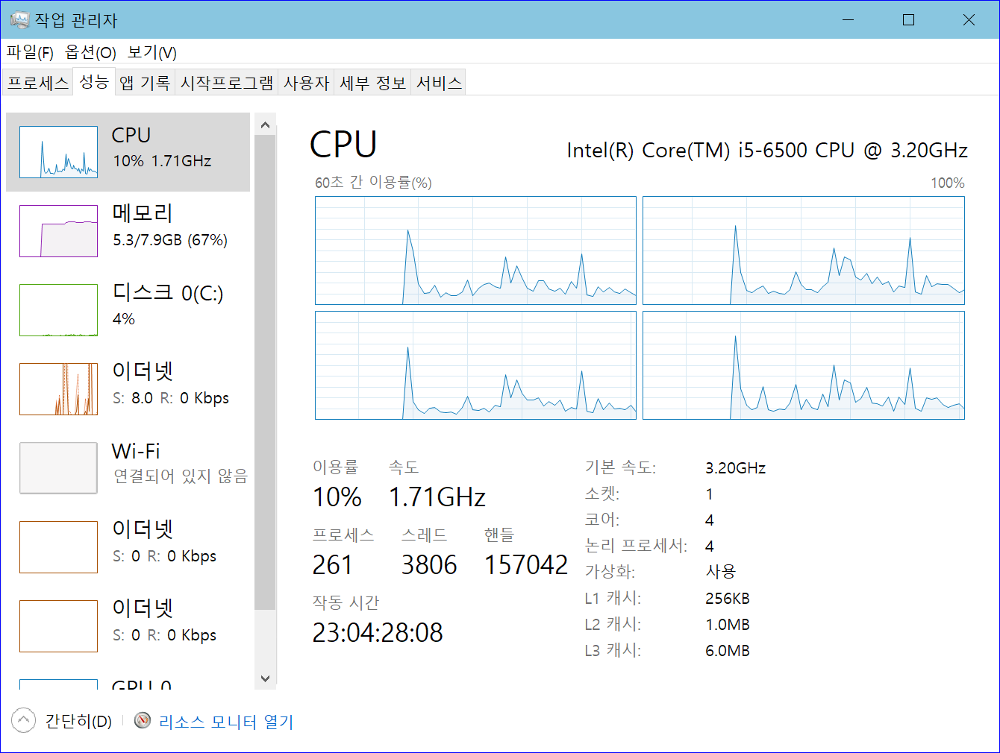 작업 관리자
파일(F) 옵션(O) 보기(V)
프로세스 성능 앱 기록 시작프로그램 사용자 세부 정보 서비스
CPU
10% 1.71GHz
메모리
5.3/7.9GB (67%)
디스크 0(C:)
4%
이더넷
S: 8.0 R: 0 Kbps
Wi-Fi
연결되어 있지 않음
이더넷
S: 0 R: 0 Kbps
이더넷
S: 0 R: 0 Kbps
GPU 0
CPU
Intel(R) Core(TM) i5-6500 CPU @ 3.20GHz
60초 간 이용률(%) 100%
이용률 속도
10% 1.71GHz
프로세스 스레드 핸들
261 3806 157042
작동 시간
23:04:28:08
기본 속도: 3.20GHz
소켓: 1
코어: 4
논리 프로세서: 4
가상화: 사용
L1 캐시: 256KB
L2 캐시: 1.0MB
L3 캐시: 6.0MB
간단히(D) 리소스 모니터 열기